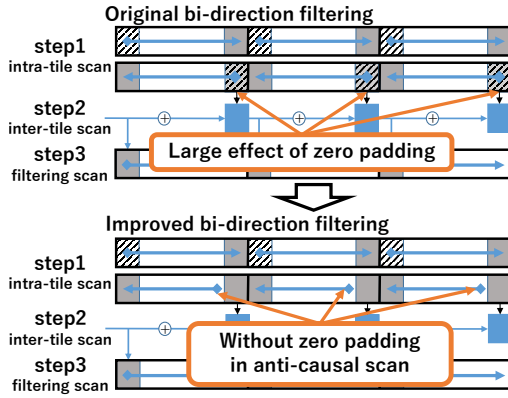 Original bi-direction filtering
step1
intra-tile scan
step2
inter-tile scan
Large effect of zero padding
step3
filtering scan
Improved bi-direction filtering
step1
intra-tile scan
step2
inter-tile scan
Without zero padding
in anti-causal scan
step3
filtering scan